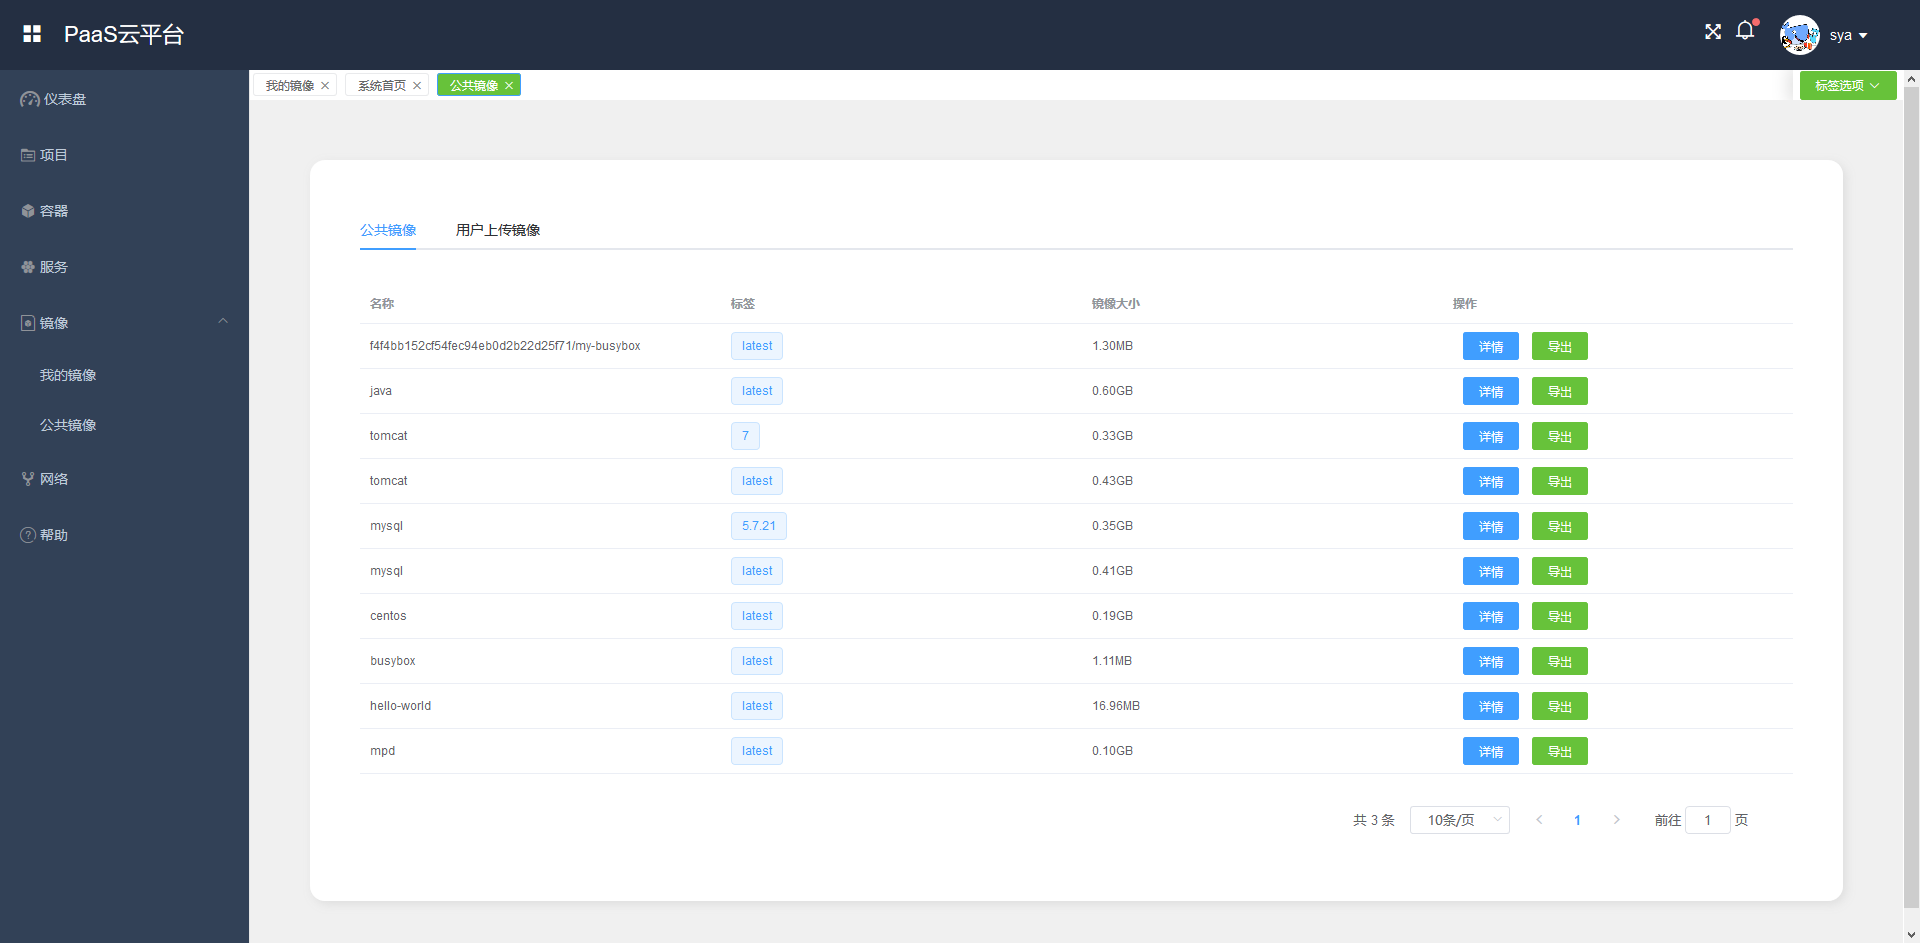 PaaS云平台
sya
仪表盘
项目
容器
服务
镜像
我的镜像
公共镜像
网络
帮助
我的镜像 系统首页 公共镜像 标签选项
公共镜像 用户上传镜像
名称 标签 镜像大小 操作
f4f4bb152cf54fec94eb0d2b22d25f71/my-busybox latest 1.30MB 详情 导出
java latest 0.60GB 详情 导出
tomcat 7 0.33GB 详情 导出
tomcat latest 0.43GB 详情 导出
mysql 5.7.21 0.35GB 详情 导出
mysql latest 0.41GB 详情 导出
centos latest 0.19GB 详情 导出
busybox latest 1.11MB 详情 导出
hello-world latest 16.96MB 详情 导出
mpd latest 0.10GB 详情 导出
共 3 条 10条/页 1 前往 1 页